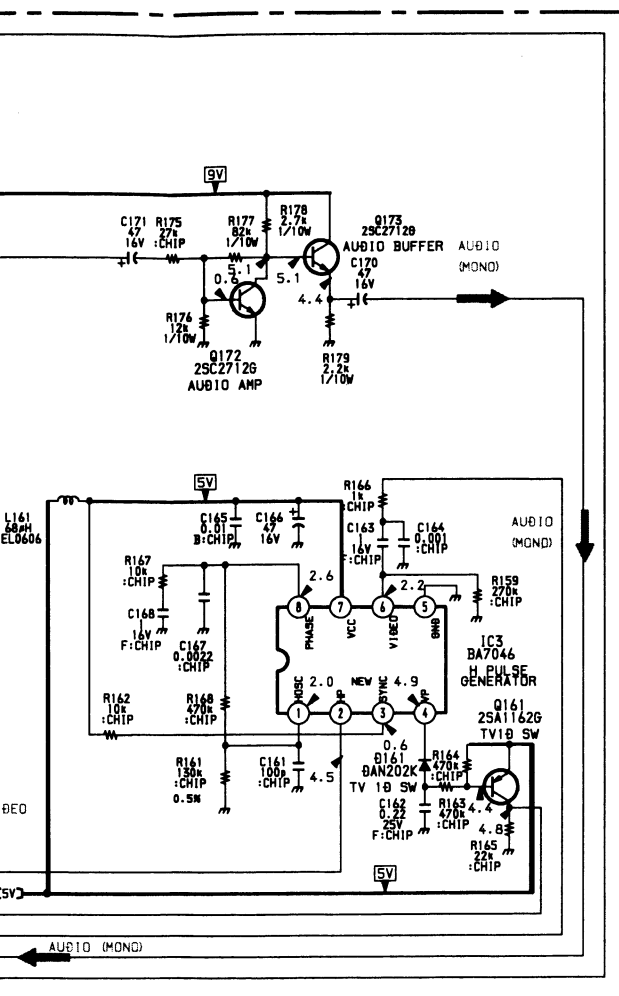 9V
C171
47
16V
R175
27k
:CHIP
R177
82k
1/10W
R178
2.7k
1/10W
Q173
2SC2712G
AUDIO BUFFER
AUDIO
(MONO)
C170
47
16V
5.1
0.6
5.1
4.4
R176
12k
1/10W
Q172
2SC2712G
AUDIO AMP
R179
2.2k
1/10W
5V
L161
68µH
EL0606
C165
0.01
B:CHIP
C166
47
16V
R166
1k
:CHIP
C163
1
16V
F:CHIP
C164
0.001
:CHIP
AUDIO
(MONO)
R167
10k
:CHIP
C168
1
16V
F:CHIP
C167
0.0022
:CHIP
2.6
2.2
R159
270k
:CHIP
8
7
6
5
PHASE
VCC
VIDEO
GND
IC3
BA7046
H PULSE
GENERATOR
HOSC
2.0
HP
NEW
SYNC
4.9
VP
1
2
3
4
R162
10k
:CHIP
R168
470k
:CHIP
Q161
2SA1162G
TV1D SW
R161
130k
:CHIP
0.5%
C161
100p
:CHIP
4.5
0.6
D161
DAN202K
TV 1D SW
R164
470k
:CHIP
C162
0.22
25V
F:CHIP
R163
470k
:CHIP
4.4
4.8
R165
22k
:CHIP
DEO
5V
(5V)
AUDIO (MONO)